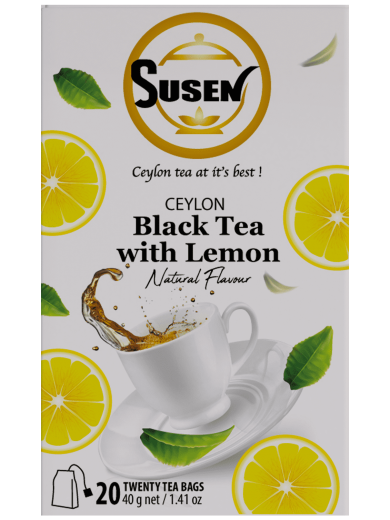 SUSEN
Ceylon tea at it's best !
CEYLON
Black Tea
with Lemon
Natural Flavour
20 TWENTY TEA BAGS
40 g net / 1.41 oz